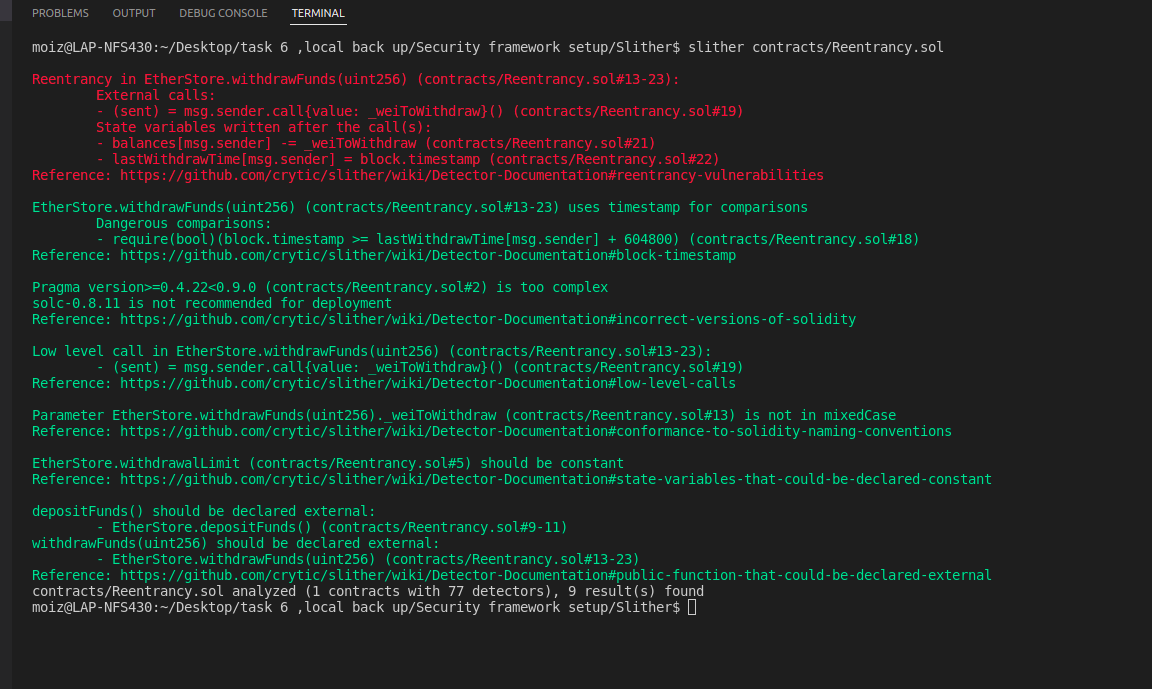 PROBLEMS OUTPUT DEBUG CONSOLE TERMINAL
moiz@LAP-NFS430:~/Desktop/task 6 ,local back up/Security framework setup/Slither$ slither contracts/Reentrancy.sol
Reentrancy in EtherStore.withdrawFunds(uint256) (contracts/Reentrancy.sol#13-23):
External calls:
- (sent) = msg.sender.call{value: _weiToWithdraw}() (contracts/Reentrancy.sol#19)
State variables written after the call(s):
- balances[msg.sender] -= _weiToWithdraw (contracts/Reentrancy.sol#21)
- lastWithdrawTime[msg.sender] = block.timestamp (contracts/Reentrancy.sol#22)
Reference: https://github.com/crytic/slither/wiki/Detector-Documentation#reentrancy-vulnerabilities
EtherStore.withdrawFunds(uint256) (contracts/Reentrancy.sol#13-23) uses timestamp for comparisons
Dangerous comparisons:
- require(bool)(block.timestamp >= lastWithdrawTime[msg.sender] + 604800) (contracts/Reentrancy.sol#18)
Reference: https://github.com/crytic/slither/wiki/Detector-Documentation#block-timestamp
Pragma version>=0.4.22<0.9.0 (contracts/Reentrancy.sol#2) is too complex
solc-0.8.11 is not recommended for deployment
Reference: https://github.com/crytic/slither/wiki/Detector-Documentation#incorrect-versions-of-solidity
Low level call in EtherStore.withdrawFunds(uint256) (contracts/Reentrancy.sol#13-23):
- (sent) = msg.sender.call{value: _weiToWithdraw}() (contracts/Reentrancy.sol#19)
Reference: https://github.com/crytic/slither/wiki/Detector-Documentation#low-level-calls
Parameter EtherStore.withdrawFunds(uint256)._weiToWithdraw (contracts/Reentrancy.sol#13) is not in mixedCase
Reference: https://github.com/crytic/slither/wiki/Detector-Documentation#conformance-to-solidity-naming-conventions
EtherStore.withdrawalLimit (contracts/Reentrancy.sol#5) should be constant
Reference: https://github.com/crytic/slither/wiki/Detector-Documentation#state-variables-that-could-be-declared-constant
depositFunds() should be declared external:
- EtherStore.depositFunds() (contracts/Reentrancy.sol#9-11)
withdrawFunds(uint256) should be declared external:
- EtherStore.withdrawFunds(uint256) (contracts/Reentrancy.sol#13-23)
Reference: https://github.com/crytic/slither/wiki/Detector-Documentation#public-function-that-could-be-declared-external
contracts/Reentrancy.sol analyzed (1 contracts with 77 detectors), 9 result(s) found
moiz@LAP-NFS430:~/Desktop/task 6 ,local back up/Security framework setup/Slither$